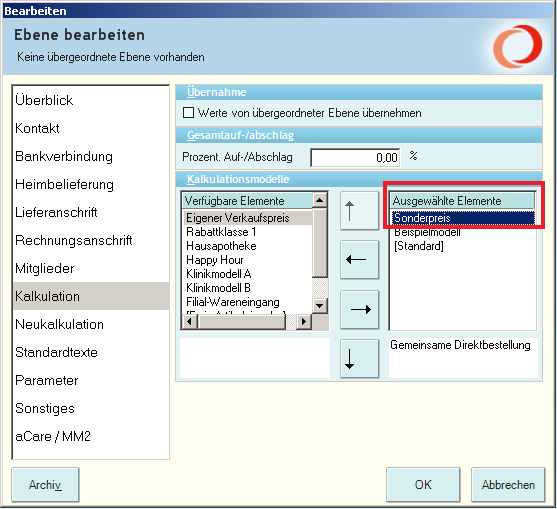 Bearbeiten
Ebene bearbeiten
Keine übergeordnete Ebene vorhanden
Überblick
Kontakt
Bankverbindung
Heimbelieferung
Lieferanschrift
Rechnungsanschrift
Mitglieder
Kalkulation
Neukalkulation
Standardtexte
Parameter
Sonstiges
aCare / MM2
Übernahme
Werte von übergeordneter Ebene übernehmen
Gesamtauf-/abschlag
Prozent. Auf-/Abschlag 0,00 %
Kalkulationsmodelle
Verfügbare Elemente
Eigener Verkaufspreis
Rabattklasse 1
Hausapotheke
Happy Hour
Klinikmodell A
Klinikmodell B
Filial-Wareneingang
Ausgewählte Elemente
Sonderpreis
Beispielmodell
[Standard]
Gemeinsame Direktbestellung
Archiv
OK
Abbrechen